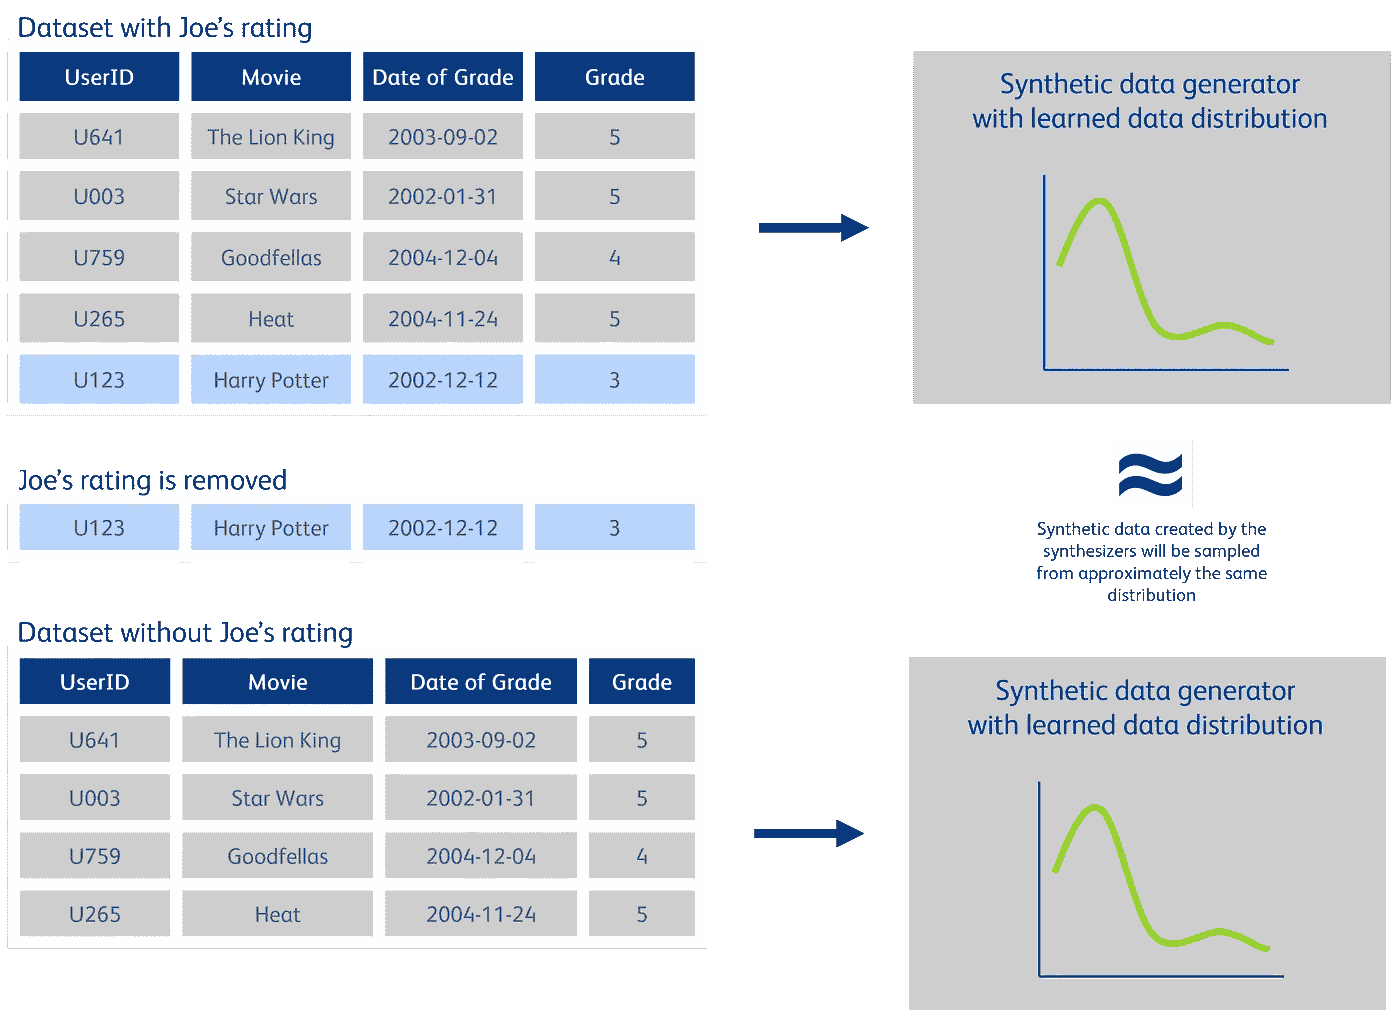 Dataset with Joe's rating
UserID Movie Date of Grade Grade
U641 The Lion King 2003-09-02 5
U003 Star Wars 2002-01-31 5
U759 Goodfellas 2004-12-04 4
U265 Heat 2004-11-24 5
U123 Harry Potter 2002-12-12 3
Synthetic data generator
with learned data distribution
Joe's rating is removed
U123 Harry Potter 2002-12-12 3
≈
Synthetic data created by the
synthesizers will be sampled
from approximately the same
distribution
Dataset without Joe's rating
UserID Movie Date of Grade Grade
U641 The Lion King 2003-09-02 5
U003 Star Wars 2002-01-31 5
U759 Goodfellas 2004-12-04 4
U265 Heat 2004-11-24 5
Synthetic data generator
with learned data distribution